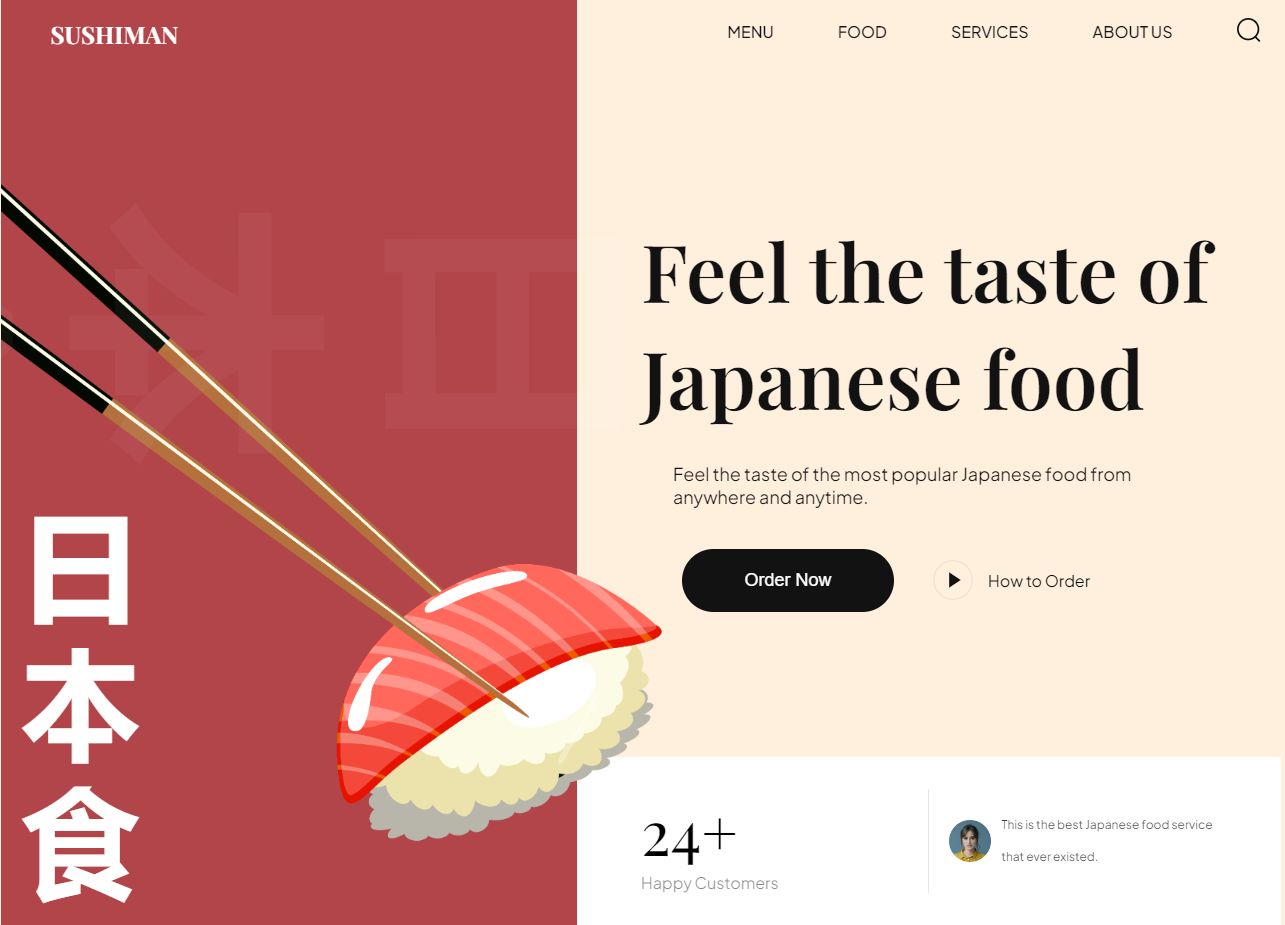 SUSHIMAN
MENU
FOOD
SERVICES
ABOUT US
Feel the taste of
Japanese food
Feel the taste of the most popular Japanese food from
anywhere and anytime.
Order Now
How to Order
日
本
食
24+
Happy Customers
This is the best Japanese food service
that ever existed.